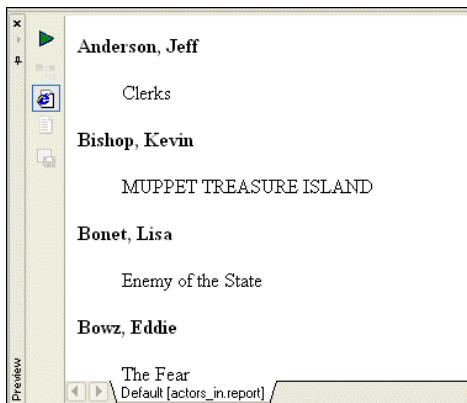 Anderson, Jeff
Clerks
Bishop, Kevin
MUPPET TREASURE ISLAND
Bonet, Lisa
Enemy of the State
Bowz, Eddie
The Fear
Default [actors_in.report]
Preview